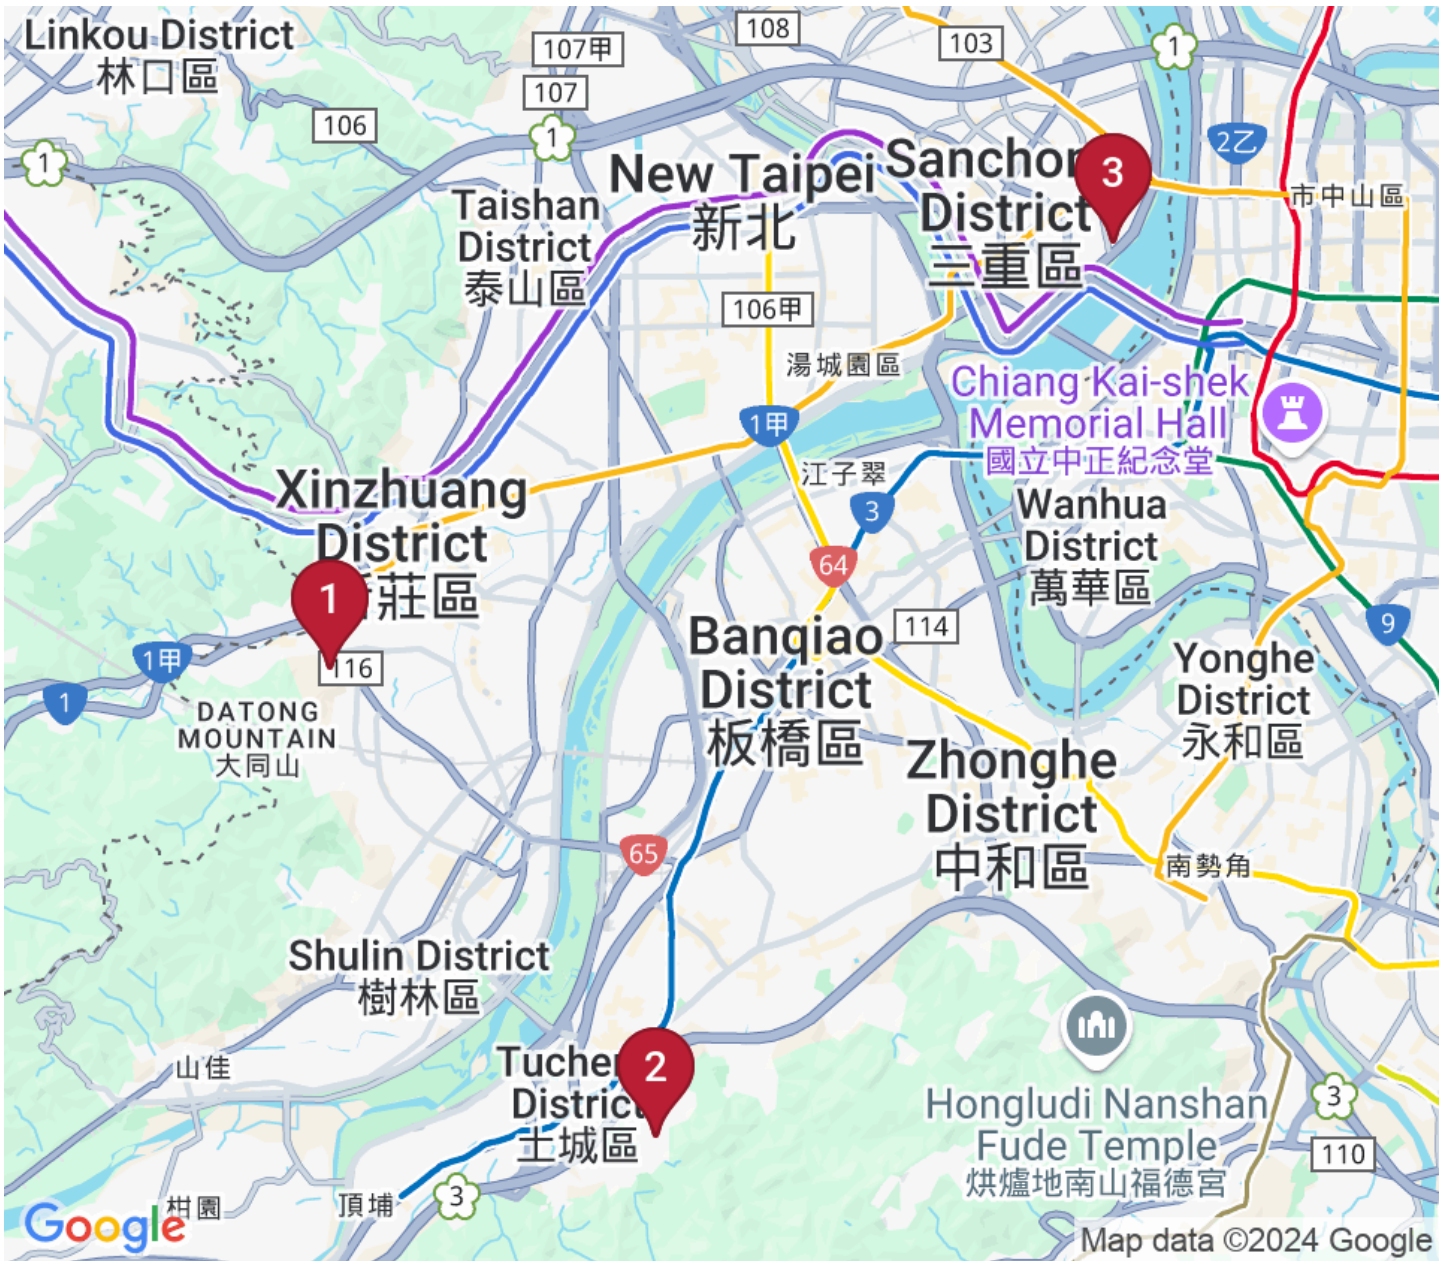 Linkou District
林口區
107甲
108
103
1
107
106
1
1
2乙
New Taipei
新北
Taishan
District
泰山區
District
三重區
3
市中山區
106甲
湯城園區
Chiang Kai-shek
Memorial Hall
國立中正紀念堂
1甲
江子翠
3
Xinzhuang
District
莊區
1
Wanhua
District
萬華區
64
114
9
Banqiao
District
板橋區
116
1甲
1
Yonghe
District
永和區
DATONG
MOUNTAIN
大同山
Zhonghe
District
中和區
65
南勢角
Shulin District
樹林區
山佳
District
土城區
2
Hongludi Nanshan
Fude Temple
烘爐地南山福德宮
3
110
柑園
頂埔
3
Google
Map data ©2024 Google